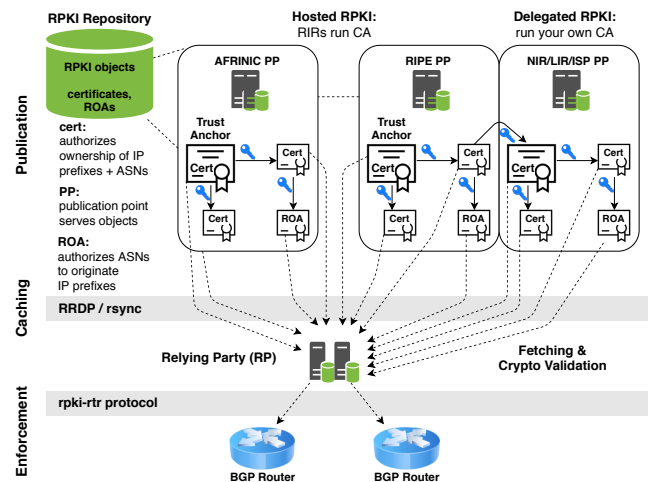 RPKI Repository
Hosted RPKI:
RIRs run CA
Delegated RPKI:
run your own CA
RPKI objects
certificates,
ROAs
AFRINIC PP
RIPE PP
NIR/LIR/ISP PP
Publication
cert:
authorizes
ownership of IP
prefixes + ASNs
PP:
publication point
serves objects
ROA:
authorizes ASNs
to originate
IP prefixes
Trust
Anchor
Cert
Cert
Cert
ROA
Trust
Anchor
Cert
Cert
Cert
ROA
Cert
Cert
Cert
ROA
Caching
RRDP / rsync
Relying Party (RP)
Fetching &
Crypto Validation
Enforcement
rpki-rtr protocol
BGP Router
BGP Router